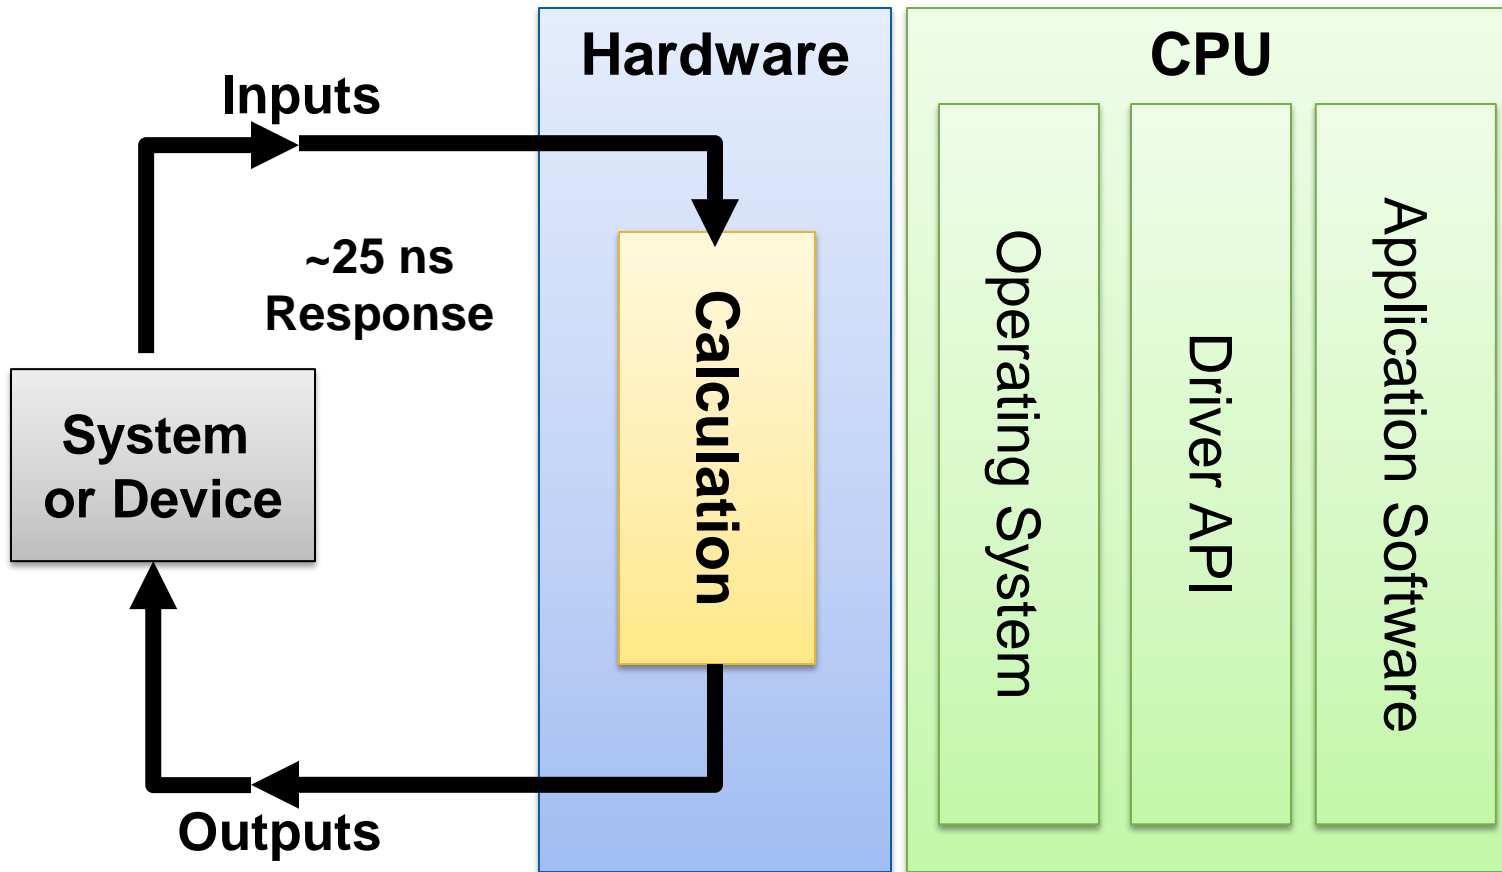 Hardware
CPU
Inputs
~25 ns
Response
System
or Device
Calculation
Outputs
Operating System
Driver API
Application Software